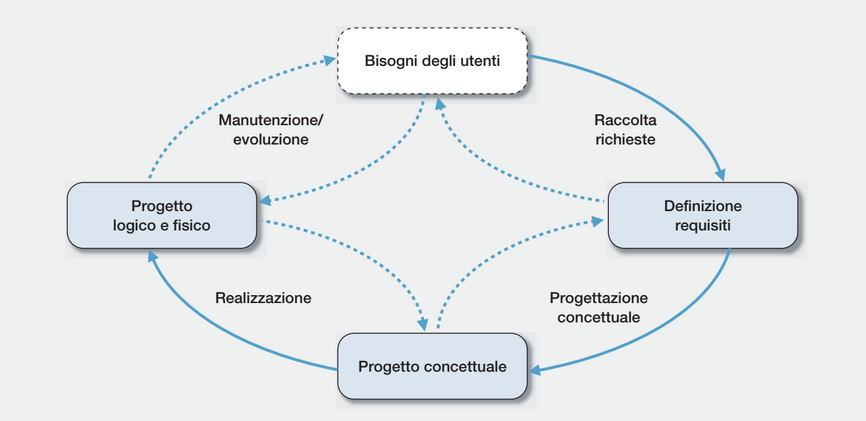 Bisogni degli utenti
Manutenzione/
evoluzione
Raccolta
richieste
Progetto
logico e fisico
Definizione
requisiti
Realizzazione
Progettazione
concettuale
Progetto concettuale